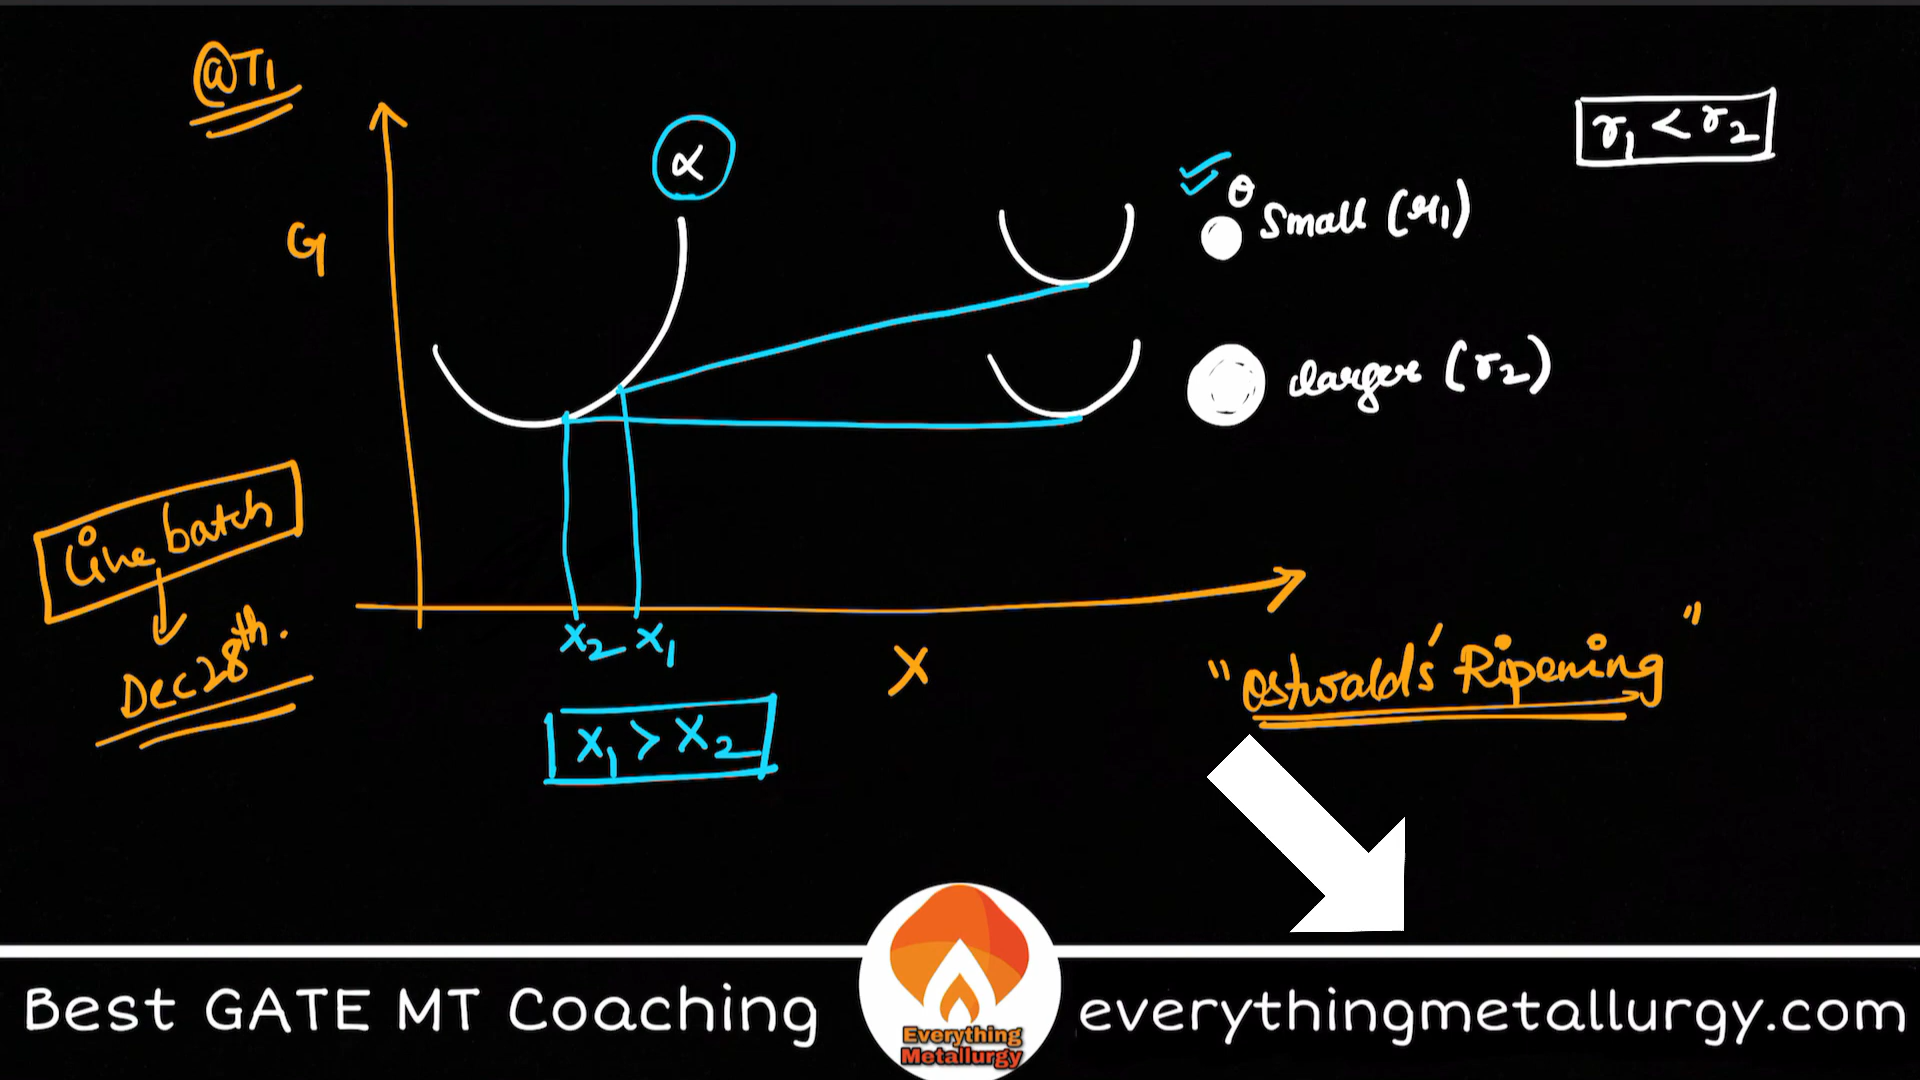 @T1
α
r₁ < r₂
θ
Small (r₁)
G
larger (r₂)
Live batch
Dec 28th.
X₂ X₁
X
"Ostwald's Ripening"
X₁ > X₂
Best GATE MT Coaching
Everything
Metallurgy
everythingmetallurgy.com